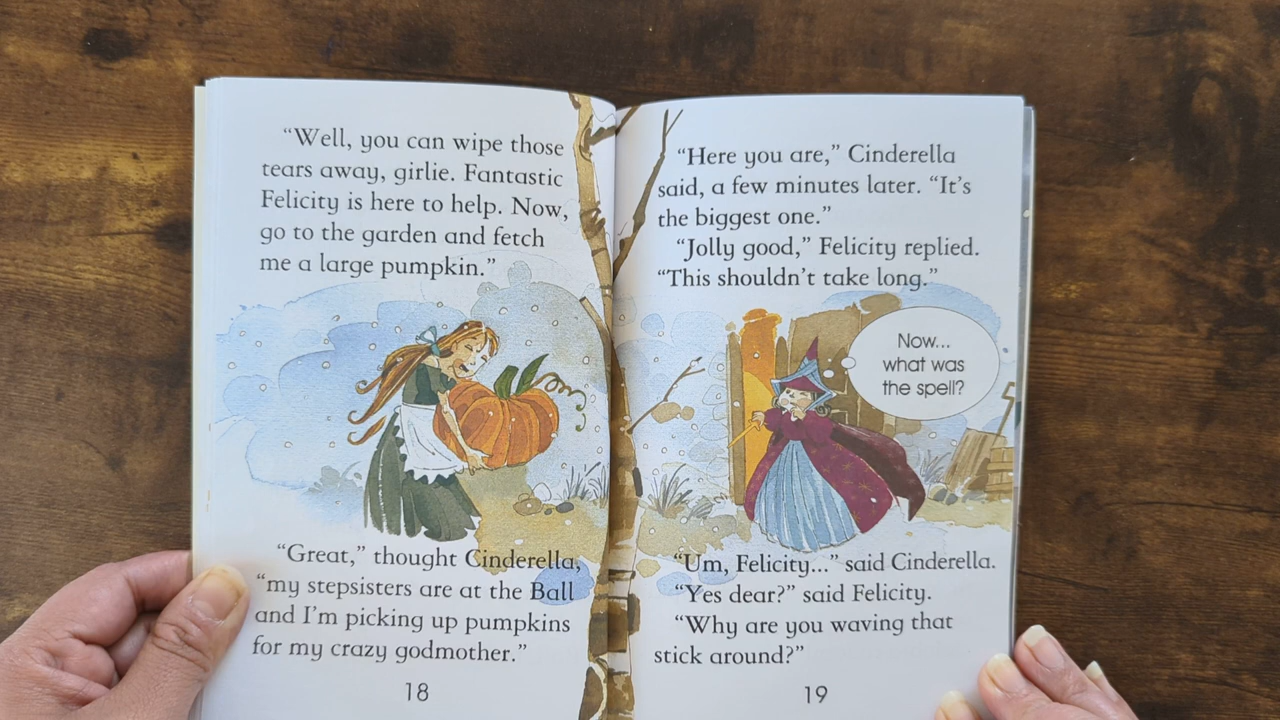 “Well, you can wipe those
tears away, girlie. Fantastic
Felicity is here to help. Now,
go to the garden and fetch
me a large pumpkin.”
“Great,” thought Cinderella,
“my stepsisters are at the Ball
and I’m picking up pumpkins
for my crazy godmother.”
18
“Here you are,” Cinderella
said, a few minutes later. “It’s
the biggest one.”
“Jolly good,” Felicity replied.
“This shouldn’t take long.”
Now...
what was
the spell?
“Um, Felicity...” said Cinderella.
“Yes dear?” said Felicity.
“Why are you waving that
stick around?”
19